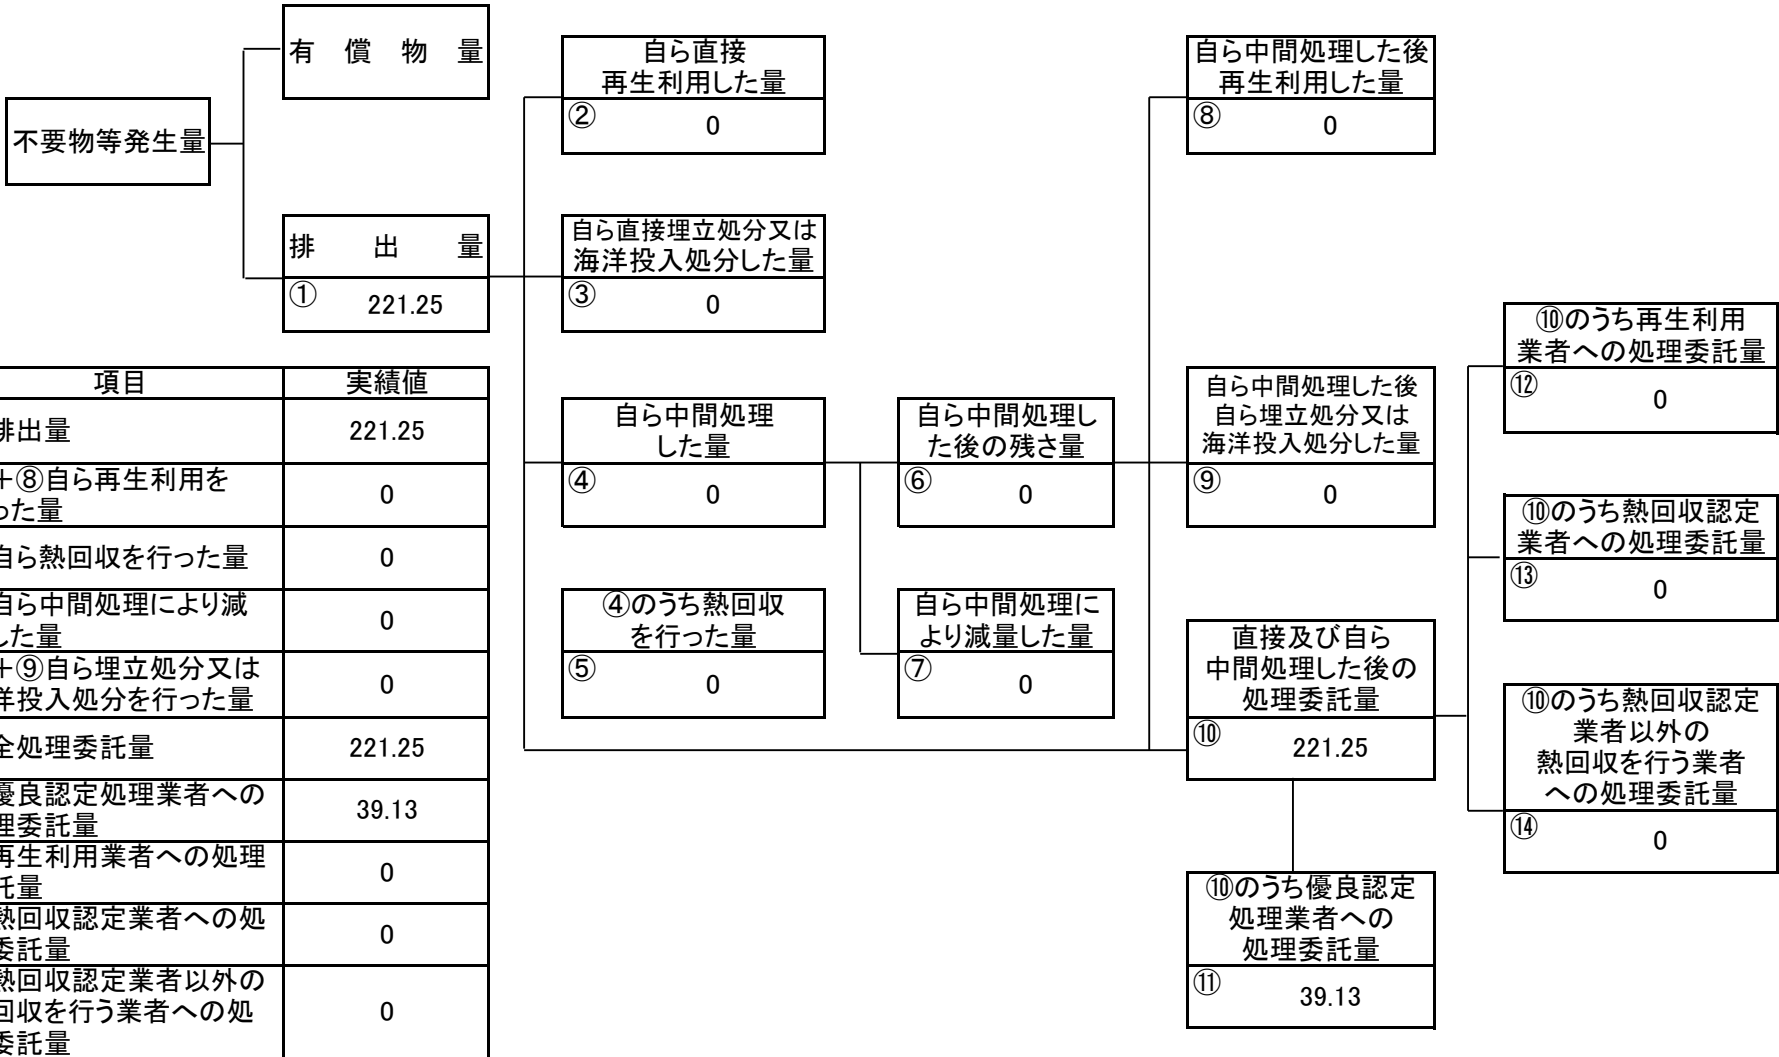 有償物量
不要物等発生量
排出量
① 221.25
自ら直接
再生利用した量
② 0
自ら直接埋立処分又は
海洋投入処分した量
③ 0
自ら中間処理
した量
④ 0
④のうち熱回収
を行った量
⑤ 0
自ら中間処理し
た後の残さ量
⑥ 0
自ら中間処理に
より減量した量
⑦ 0
自ら中間処理した後
再生利用した量
⑧ 0
自ら中間処理した後
自ら埋立処分又は
海洋投入処分した量
⑨ 0
直接及び自ら
中間処理した後の
処理委託量
⑩ 221.25
⑩のうち優良認定
処理業者への
処理委託量
⑪ 39.13
⑩のうち再生利用
業者への処理委託量
⑫ 0
⑩のうち熱回収認定
業者への処理委託量
⑬ 0
⑩のうち熱回収認定
業者以外の
熱回収を行う業者
への処理委託量
⑭ 0
項目 実績値
排出量 221.25
+⑧自ら再生利用を
った量 0
自ら熱回収を行った量 0
自ら中間処理により減
した量 0
+⑨自ら埋立処分又は
洋投入処分を行った量 0
全処理委託量 221.25
優良認定処理業者への
理委託量 39.13
再生利用業者への処理
託量 0
熱回収認定業者への処
委託量 0
熱回収認定業者以外の
回収を行う業者への処
委託量 0